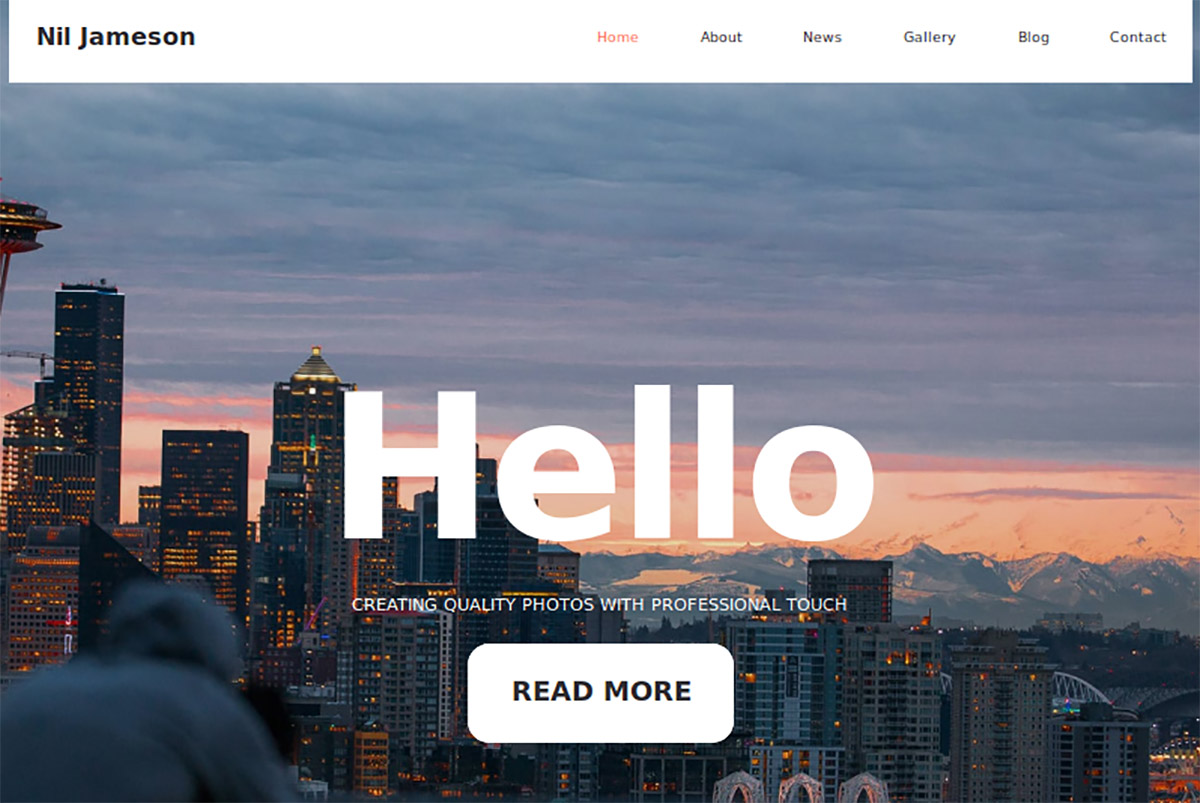 Nil Jameson Home About News Gallery Blog Contact
Hello
CREATING QUALITY PHOTOS WITH PROFESSIONAL TOUCH
READ MORE